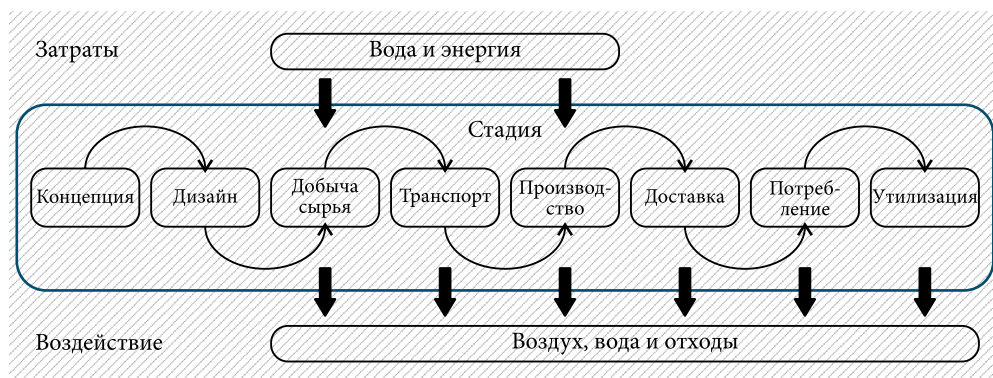 Затраты
Вода и энергия
Стадия
Концепция
Дизайн
Добыча
сырья
Транспорт
Производ-
ство
Доставка
Потреб-
ление
Утилизация
Воздействие
Воздух, вода и отходы